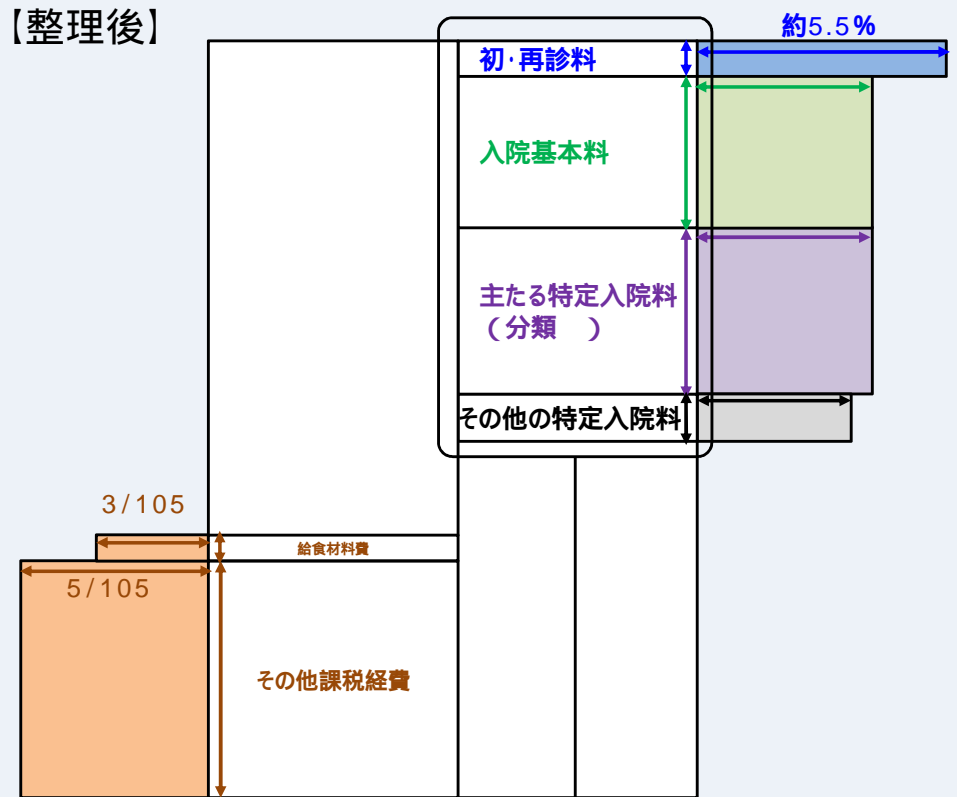 【整理後】
約5.5%
初・再診料
入院基本料
主たる特定入院料
(分類 )
その他の特定入院料
3/105
給食材料費
5/105
その他課税経費